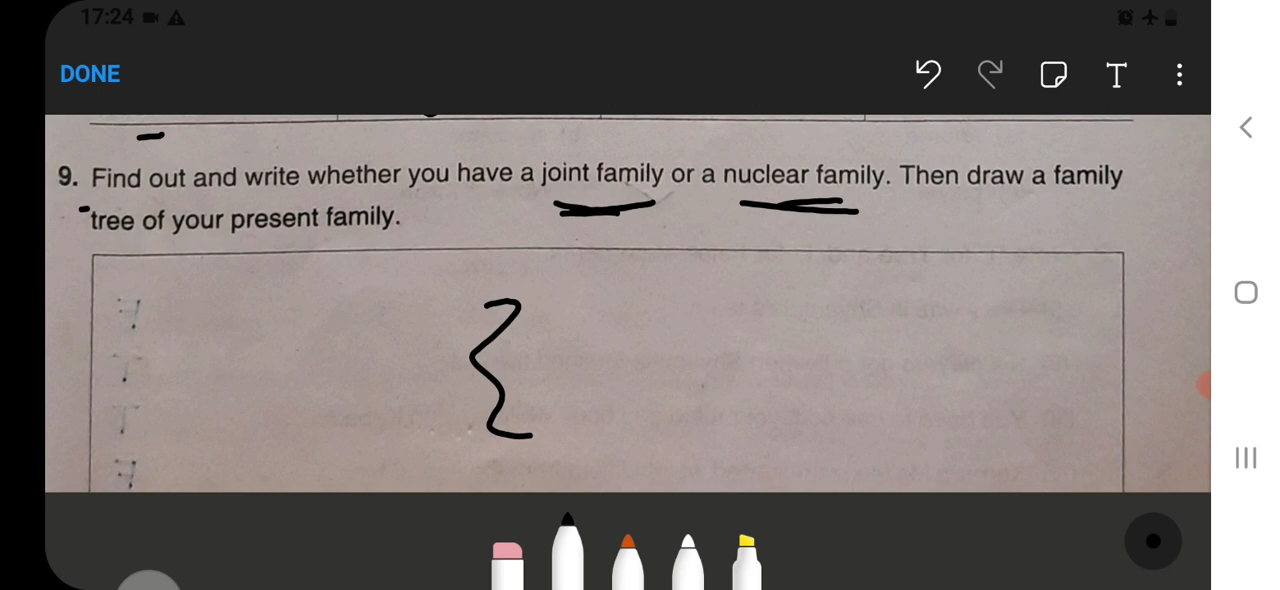 17:24
DONE
T
9. Find out and write whether you have a joint family or a nuclear family. Then draw a family
tree of your present family.